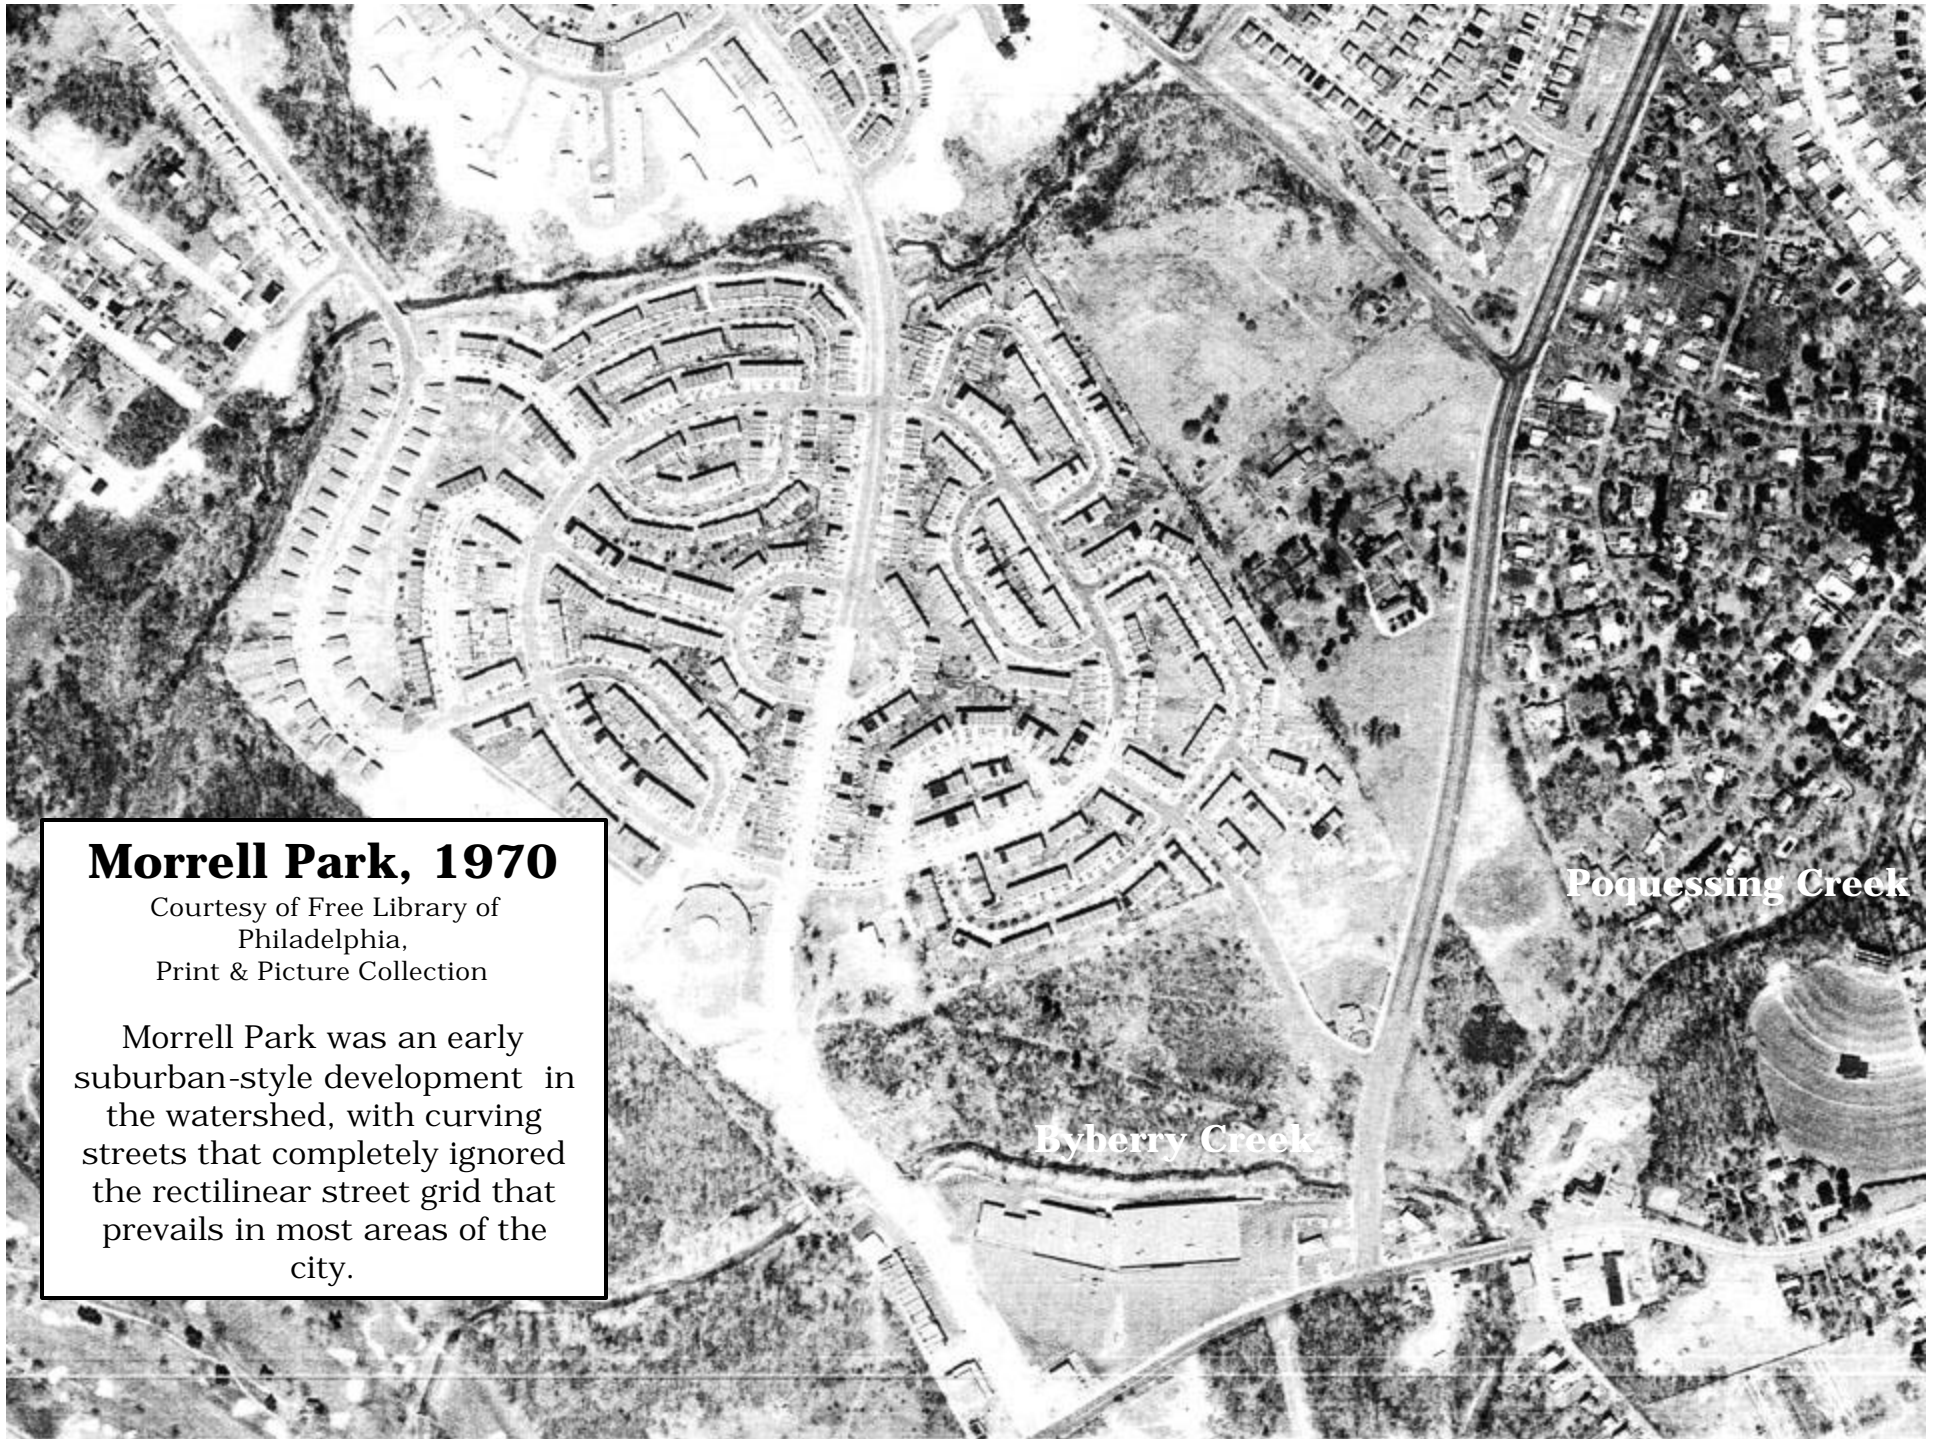 Morrell Park, 1970
Courtesy of Free Library of
Philadelphia,
Print & Picture Collection
Morrell Park was an early
suburban-style development in
the watershed, with curving
streets that completely ignored
the rectilinear street grid that
prevails in most areas of the
city.
Poquessing Creek
Byberry Creek